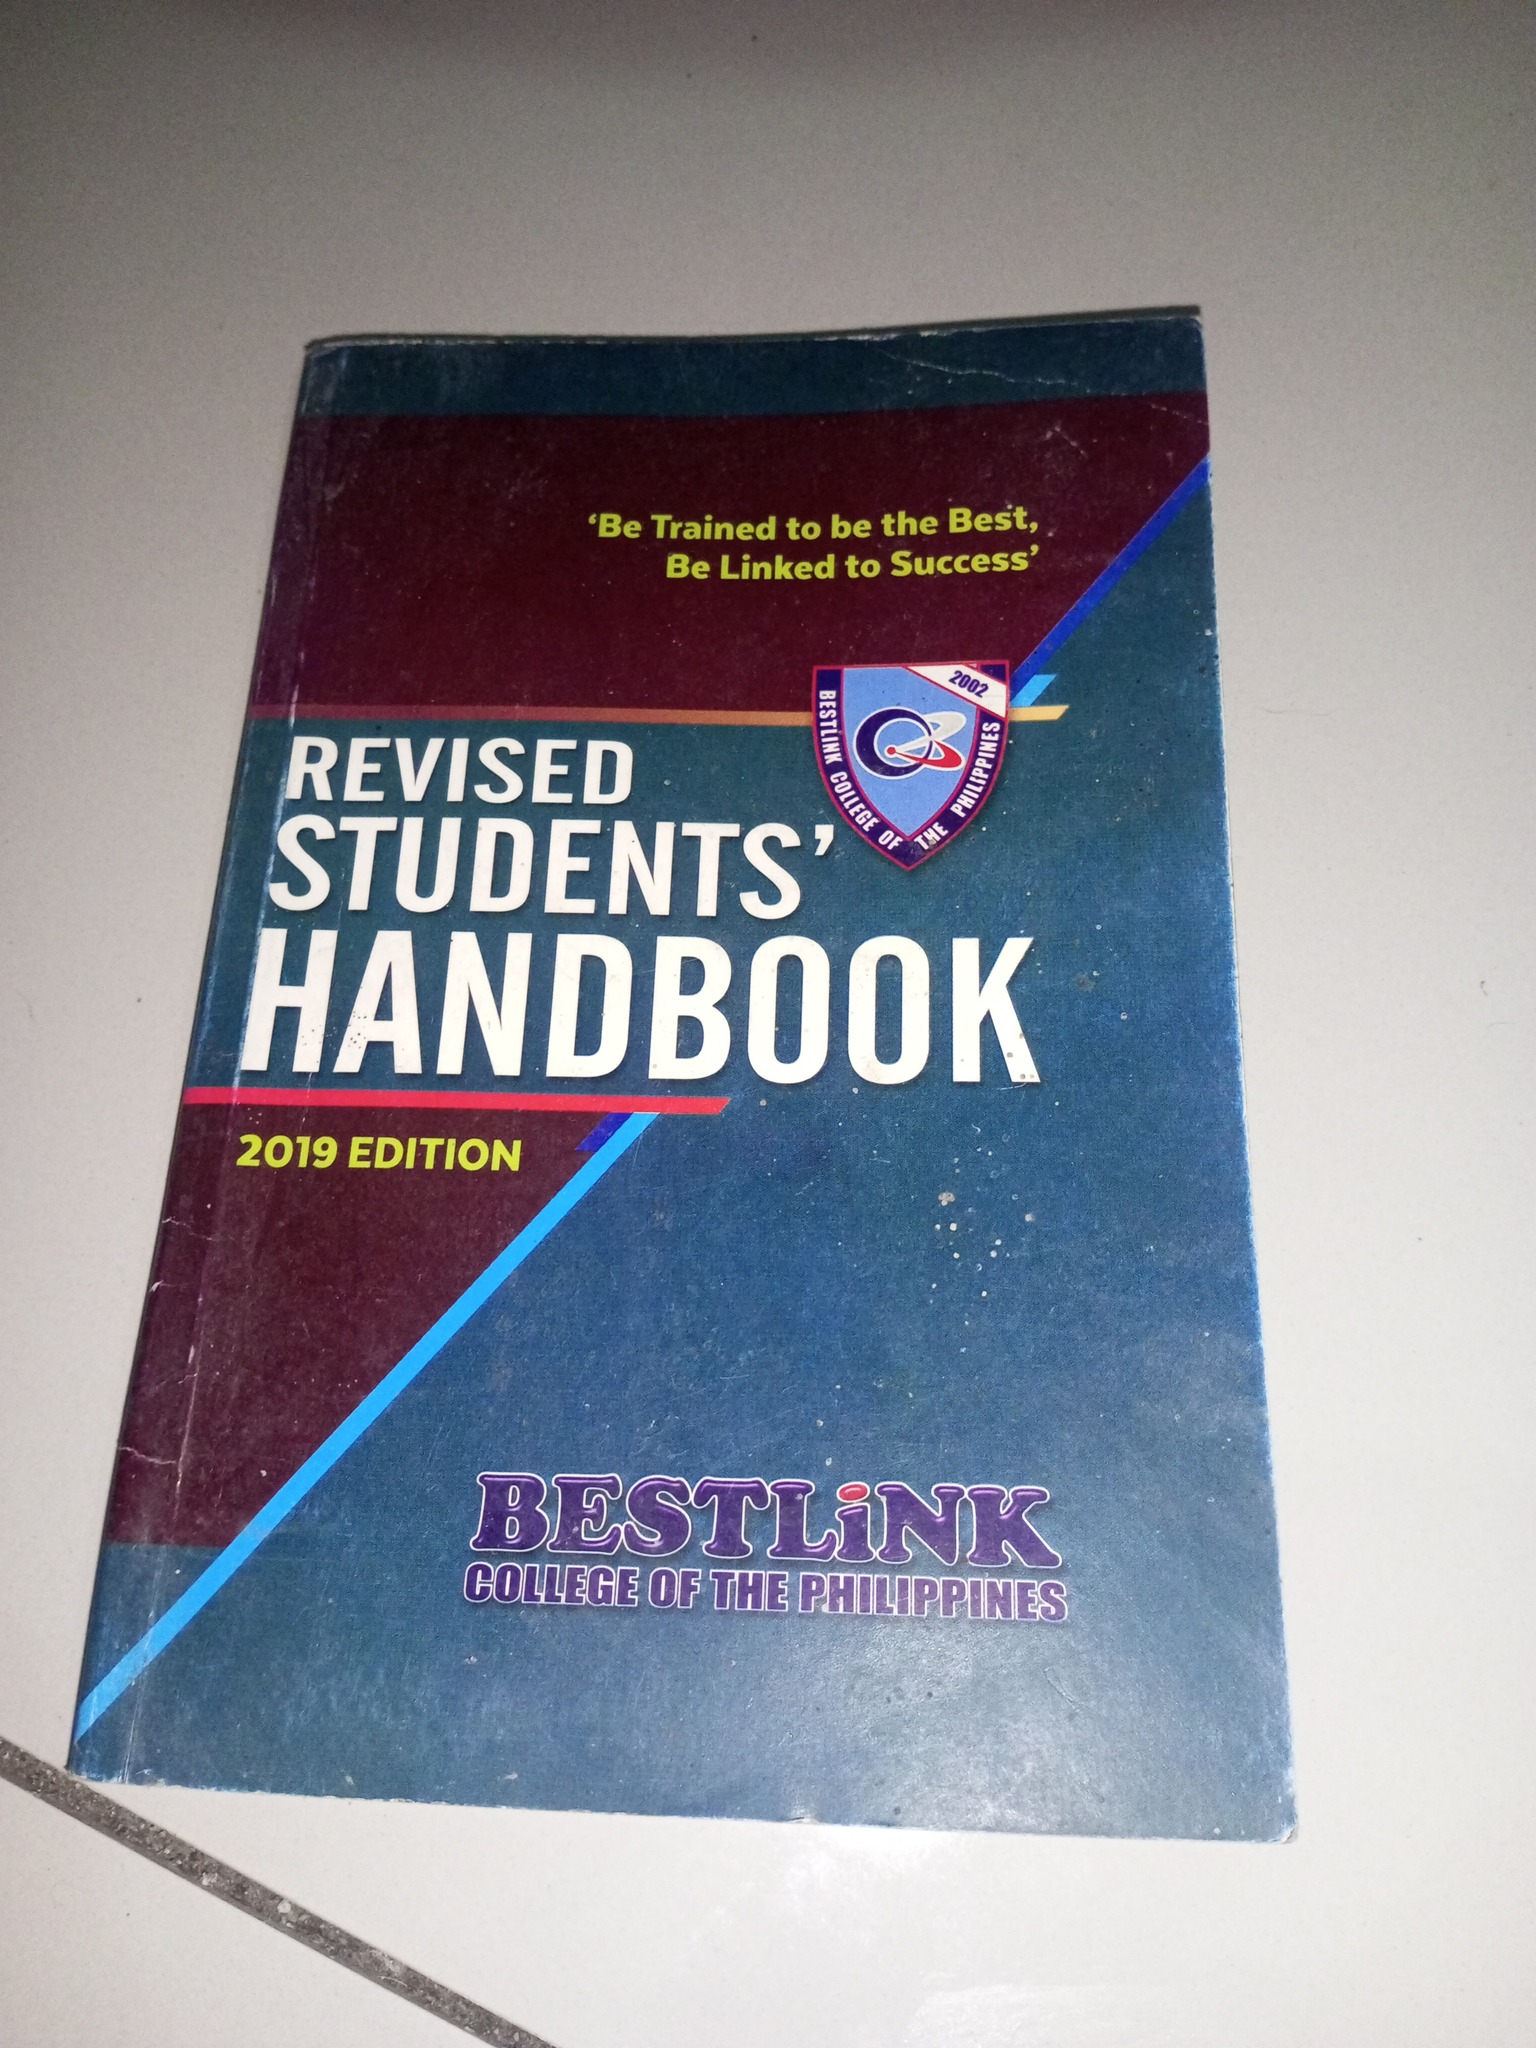 ‘Be Trained to be the Best,
Be Linked to Success’
2002
BESTLINK COLLEGE OF THE PHILIPPINES
REVISED
STUDENTS’
HANDBOOK
2019 EDITION
BESTLiNK
COLLEGE OF THE PHILIPPINES